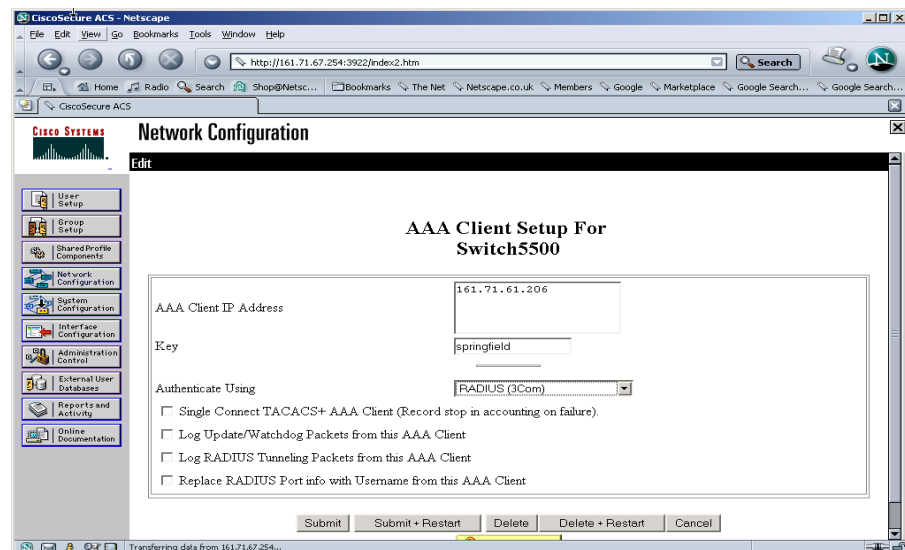 CiscoSecure ACS - Netscape
File Edit View Go Bookmarks Tools Window Help
http://161.71.67.254:3922/index2.htm
Search
N
Home Radio Search Shop@Netsc... Bookmarks The Net Netscape.co.uk Members Google Marketplace Google Search... Google Search...
CiscoSecure ACS
CISCO SYSTEMS
Network Configuration
Edit
User Setup
Group Setup
Shared Profile Components
Network Configuration
System Configuration
Interface Configuration
Administration Control
External User Databases
Reports and Activity
Online Documentation
AAA Client Setup For
Switch5500
AAA Client IP Address
161.71.61.206
Key
springfield
Authenticate Using
RADIUS (3Com)
Single Connect TACACS+ AAA Client (Record stop in accounting on failure).
Log Update/Watchdog Packets from this AAA Client
Log RADIUS Tunneling Packets from this AAA Client
Replace RADIUS Port info with Username from this AAA Client
Submit Submit + Restart Delete Delete + Restart Cancel
Transferring data from 161.71.67.254...